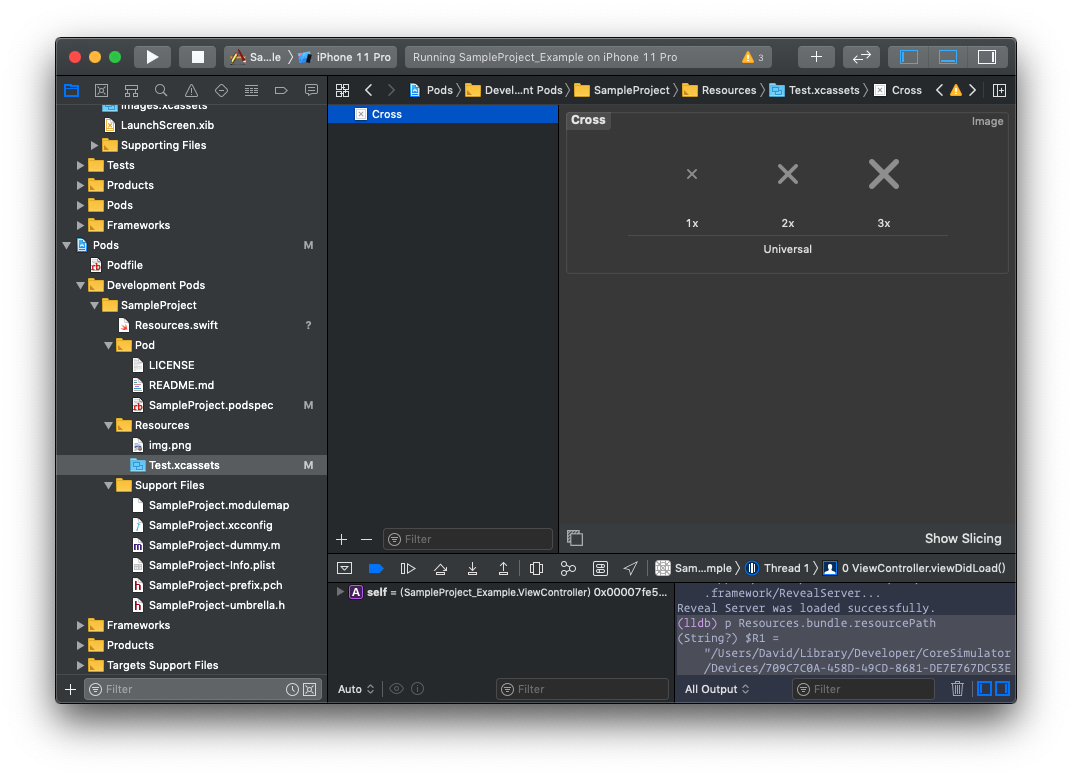 Sa...le
iPhone 11 Pro
Running SampleProject_Example on iPhone 11 Pro
3
Pods
Devel...nt Pods
SampleProject
Resources
Test.xcassets
Cross
Images.xcassets
LaunchScreen.xib
Supporting Files
Tests
Products
Pods
Frameworks
Pods M
Podfile
Development Pods
SampleProject
Resources.swift ?
Pod
LICENSE
README.md
SampleProject.podspec M
Resources
img.png
Test.xcassets M
Support Files
SampleProject.modulemap
SampleProject.xcconfig
SampleProject-dummy.m
SampleProject-Info.plist
SampleProject-prefix.pch
SampleProject-umbrella.h
Frameworks
Products
Targets Support Files
Filter
Cross
Filter
Cross
Image
1x 2x 3x
Universal
Show Slicing
Sam...mple
Thread 1
0 ViewController.viewDidLoad()
A self = (SampleProject_Example.ViewController) 0x00007fe5...
Auto
Filter
.framework/RevealServer...
Reveal Server was loaded successfully.
(lldb) p Resources.bundle.resourcePath
(String?) $R1 =
"/Users/David/Library/Developer/CoreSimulator
/Devices/709C7C0A-458D-49CD-8681-DE7E767DC53E
All Output
Filter